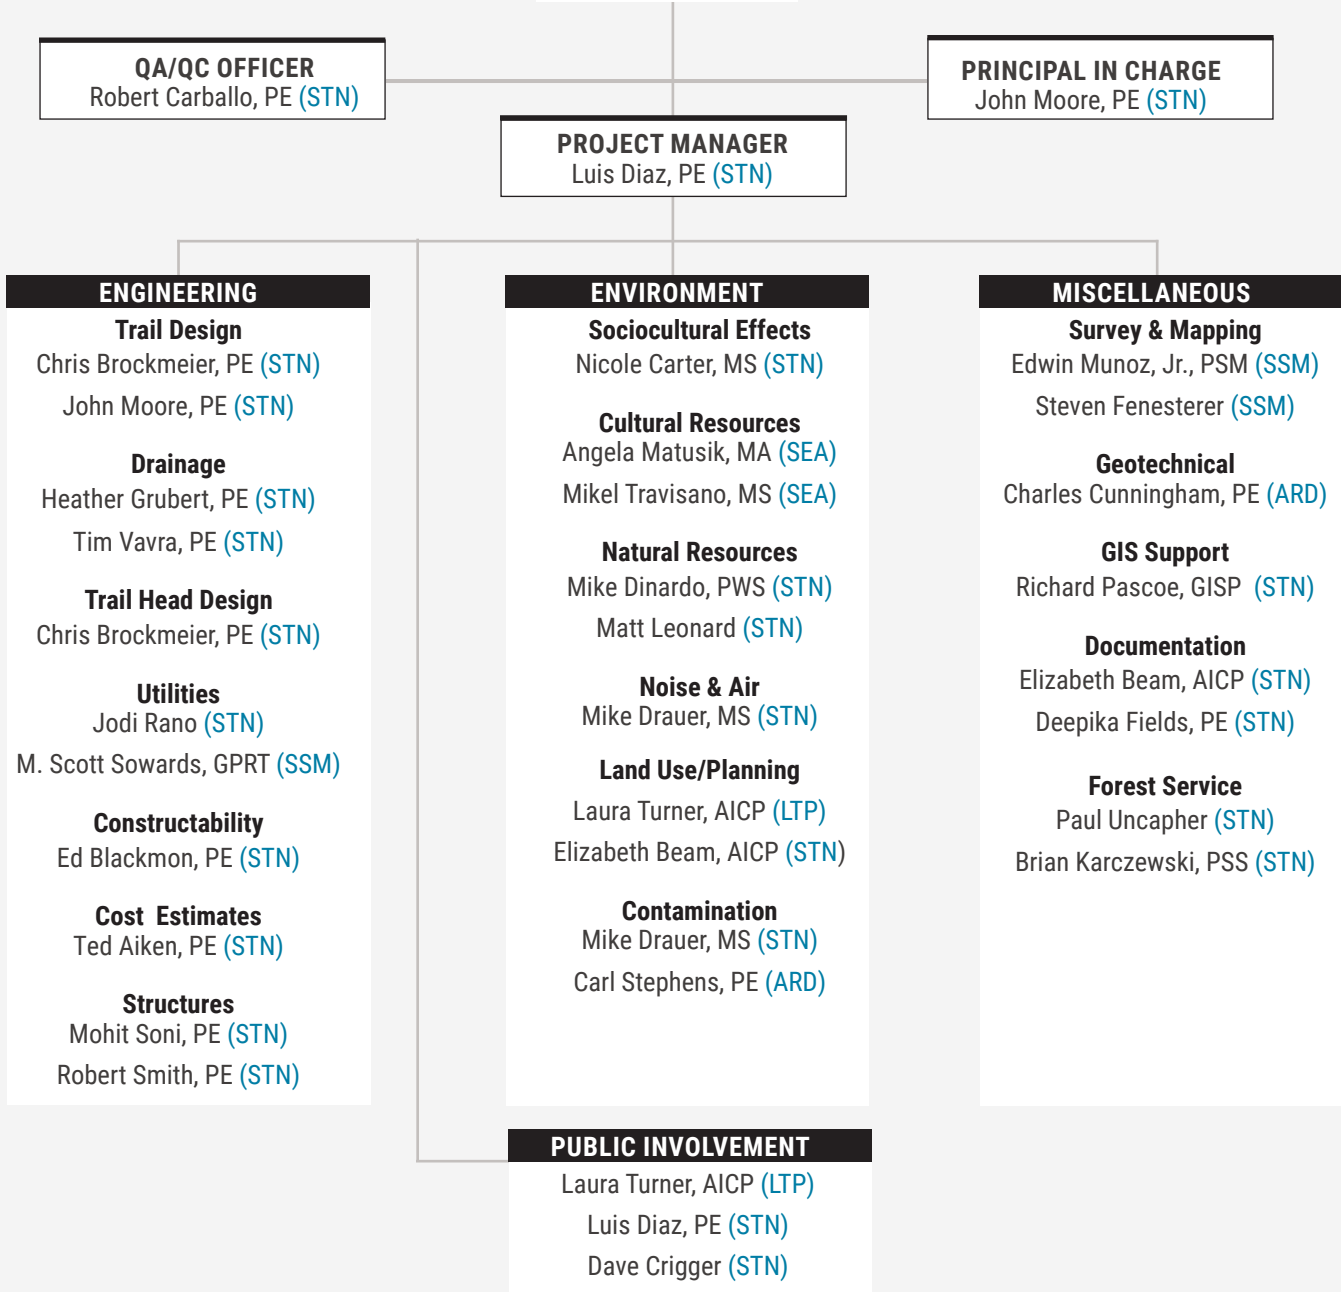 QA/QC OFFICER
Robert Carballo, PE (STN)
PRINCIPAL IN CHARGE
John Moore, PE (STN)
PROJECT MANAGER
Luis Diaz, PE (STN)
ENGINEERING
Trail Design
Chris Brockmeier, PE (STN)
John Moore, PE (STN)
Drainage
Heather Grubert, PE (STN)
Tim Vavra, PE (STN)
Trail Head Design
Chris Brockmeier, PE (STN)
Utilities
Jodi Rano (STN)
M. Scott Sowards, GPRT (SSM)
Constructability
Ed Blackmon, PE (STN)
Cost Estimates
Ted Aiken, PE (STN)
Structures
Mohit Soni, PE (STN)
Robert Smith, PE (STN)
ENVIRONMENT
Sociocultural Effects
Nicole Carter, MS (STN)
Cultural Resources
Angela Matusik, MA (SEA)
Mikel Travisano, MS (SEA)
Natural Resources
Mike Dinardo, PWS (STN)
Matt Leonard (STN)
Noise & Air
Mike Drauer, MS (STN)
Land Use/Planning
Laura Turner, AICP (LTP)
Elizabeth Beam, AICP (STN)
Contamination
Mike Drauer, MS (STN)
Carl Stephens, PE (ARD)
MISCELLANEOUS
Survey & Mapping
Edwin Munoz, Jr., PSM (SSM)
Steven Fenesterer (SSM)
Geotechnical
Charles Cunningham, PE (ARD)
GIS Support
Richard Pascoe, GISP (STN)
Documentation
Elizabeth Beam, AICP (STN)
Deepika Fields, PE (STN)
Forest Service
Paul Uncapher (STN)
Brian Karczewski, PSS (STN)
PUBLIC INVOLVEMENT
Laura Turner, AICP (LTP)
Luis Diaz, PE (STN)
Dave Crigger (STN)